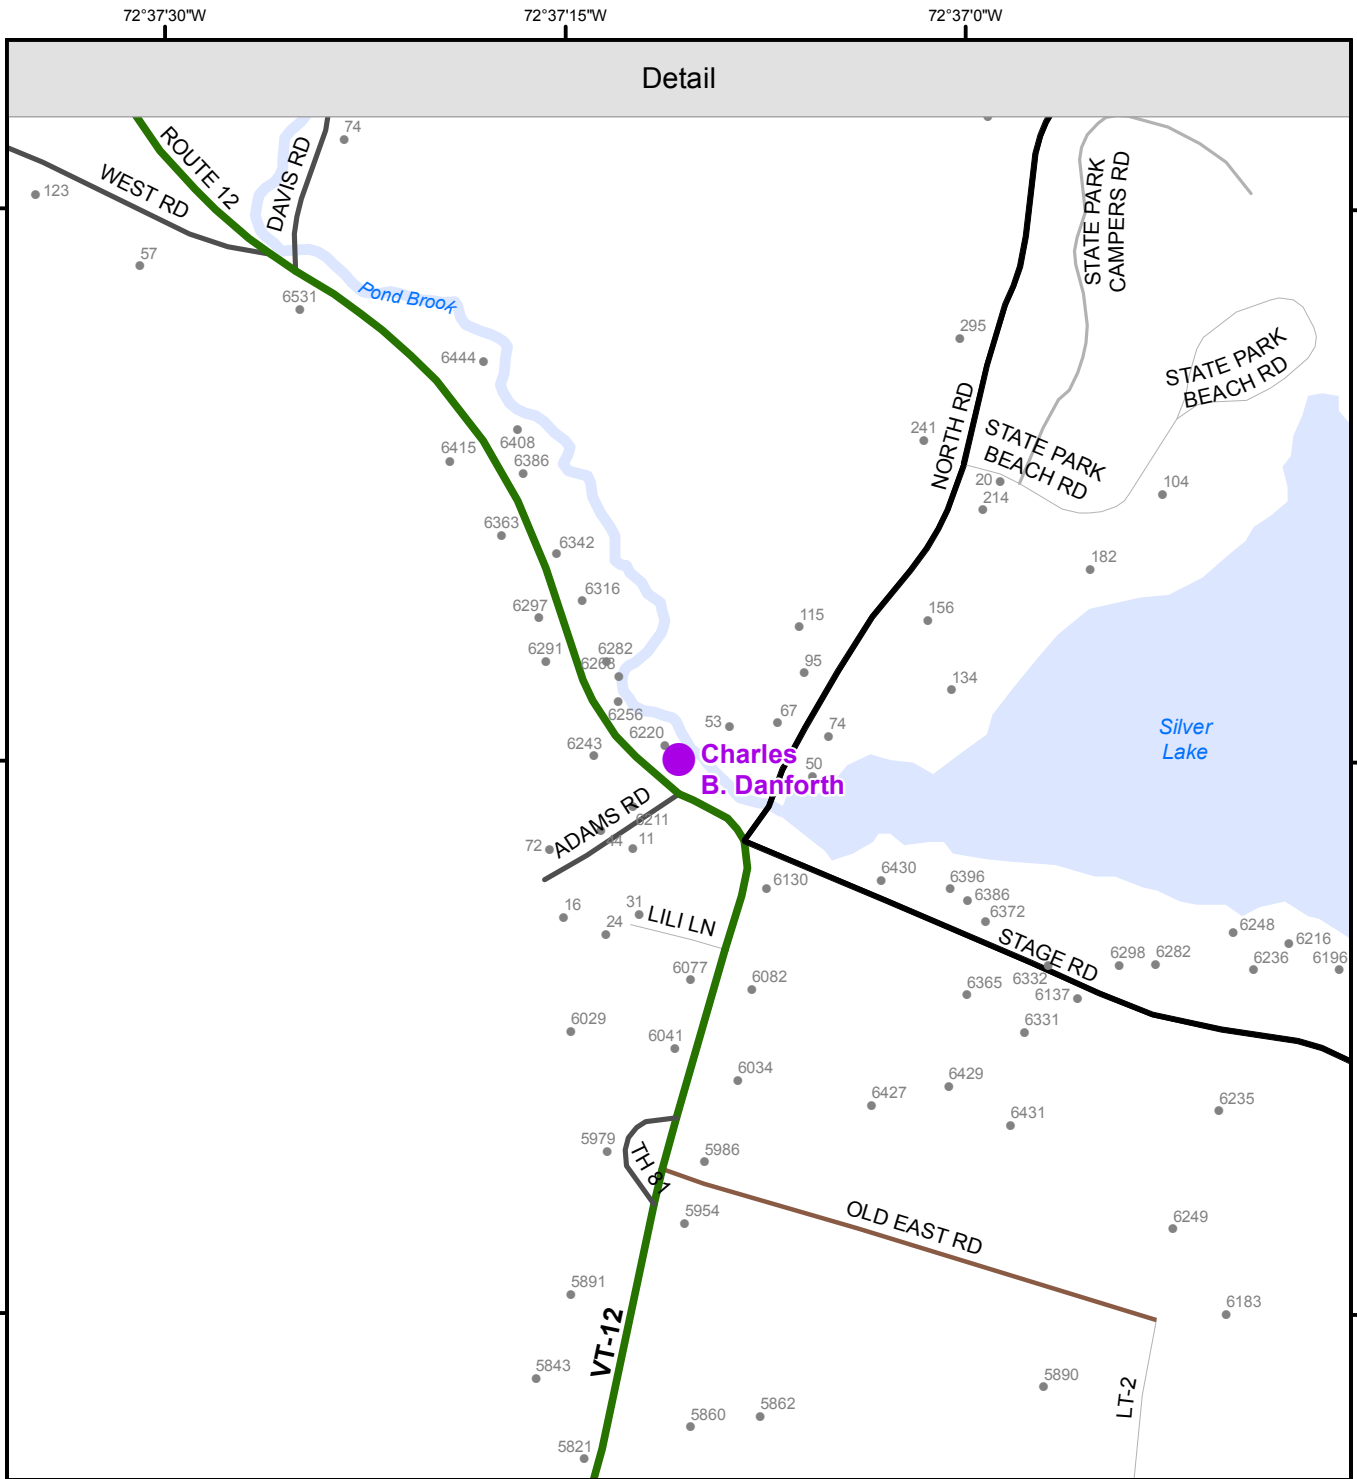 72°37'30"W
72°37'15"W
72°37'0"W
Detail
74
ROUTE 12
DAVIS RD
WEST RD
123
57
6531
Pond Brook
6444
STATE PARK
CAMPERS RD
295
STATE PARK
BEACH RD
NORTH RD
241
STATE PARK
BEACH RD
20
214
104
6408
6415
6386
6363
6342
182
6316
6297
115
156
6282
6291
6268
95
134
6256
53
67
74
6220
6243
Silver
Lake
Charles
B. Danforth
50
ADAMS RD
6211
44
11
72
6130
6430
6396
6386
6372
16
31
24
LILI LN
STAGE RD
6248
6216
6298
6282
6236
6196
6077
6082
6365
6332
6137
6029
6041
6331
6034
6429
6427
6431
6235
5979
TH 81
5986
5954
OLD EAST RD
6249
5891
6183
VT-12
5843
5890
LT-2
5860
5862
5821